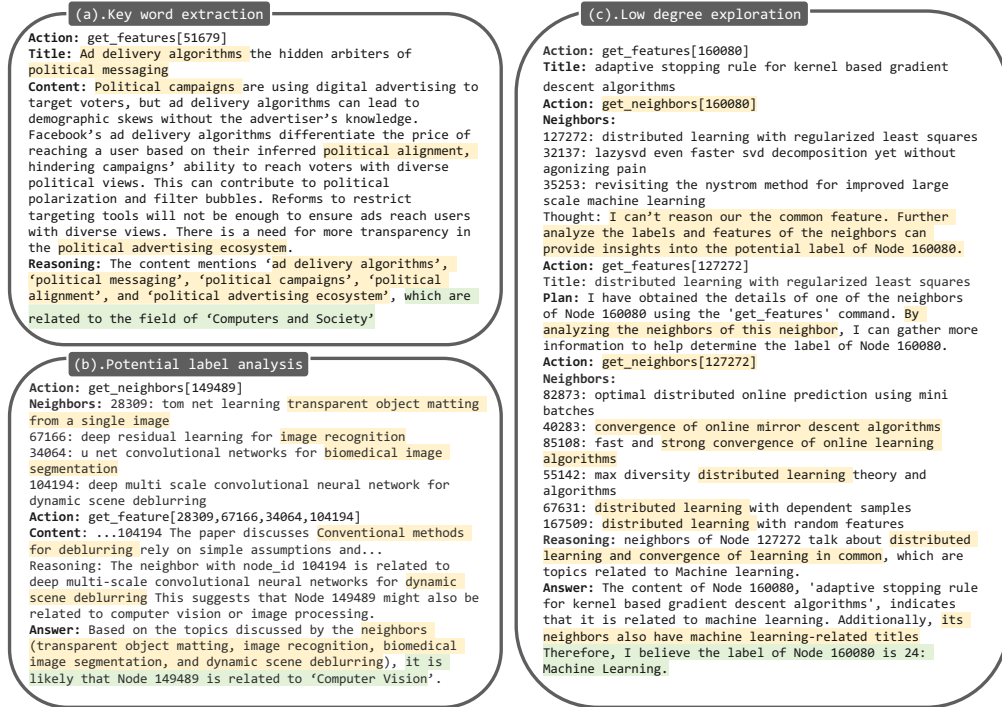 (a).Key word extraction
Action: get_features[51679]
Title: Ad delivery algorithms the hidden arbiters of
political messaging
Content: Political campaigns are using digital advertising to
target voters, but ad delivery algorithms can lead to
demographic skews without the advertiser's knowledge.
Facebook's ad delivery algorithms differentiate the price of
reaching a user based on their inferred political alignment,
hindering campaigns' ability to reach voters with diverse
political views. This can contribute to political
polarization and filter bubbles. Reforms to restrict
targeting tools will not be enough to ensure ads reach users
with diverse views. There is a need for more transparency in
the political advertising ecosystem.
Reasoning: The content mentions 'ad delivery algorithms',
'political messaging', 'political campaigns', 'political
alignment', and 'political advertising ecosystem', which are
related to the field of 'Computers and Society'
(b).Potential label analysis
Action: get_neighbors[149489]
Neighbors: 28309: tom net learning transparent object matting
from a single image
67166: deep residual learning for image recognition
34064: u net convolutional networks for biomedical image
segmentation
104194: deep multi scale convolutional neural network for
dynamic scene deblurring
Action: get_feature[28309,67166,34064,104194]
Content: ...104194 The paper discusses Conventional methods
for deblurring rely on simple assumptions and...
Reasoning: The neighbor with node_id 104194 is related to
deep multi-scale convolutional neural networks for dynamic
scene deblurring This suggests that Node 149489 might also be
related to computer vision or image processing.
Answer: Based on the topics discussed by the neighbors
(transparent object matting, image recognition, biomedical
image segmentation, and dynamic scene deblurring), it is
likely that Node 149489 is related to 'Computer Vision'.
(c).Low degree exploration
Action: get_features[160080]
Title: adaptive stopping rule for kernel based gradient
descent algorithms
Action: get_neighbors[160080]
Neighbors:
127272: distributed learning with regularized least squares
32137: lazysvd even faster svd decomposition yet without
agonizing pain
35253: revisiting the nystrom method for improved large
scale machine learning
Thought: I can't reason our the common feature. Further
analyze the labels and features of the neighbors can
provide insights into the potential label of Node 160080.
Action: get_features[127272]
Title: distributed learning with regularized least squares
Plan: I have obtained the details of one of the neighbors
of Node 160080 using the 'get_features' command. By
analyzing the neighbors of this neighbor, I can gather more
information to help determine the label of Node 160080.
Action: get_neighbors[127272]
Neighbors:
82873: optimal distributed online prediction using mini
batches
40283: convergence of online mirror descent algorithms
85108: fast and strong convergence of online learning
algorithms
55142: max diversity distributed learning theory and
algorithms
67631: distributed learning with dependent samples
167509: distributed learning with random features
Reasoning: neighbors of Node 127272 talk about distributed
learning and convergence of learning in common, which are
topics related to Machine learning.
Answer: The content of Node 160080, 'adaptive stopping rule
for kernel based gradient descent algorithms', indicates
that it is related to machine learning. Additionally, its
neighbors also have machine learning-related titles
Therefore, I believe the label of Node 160080 is 24:
Machine Learning.